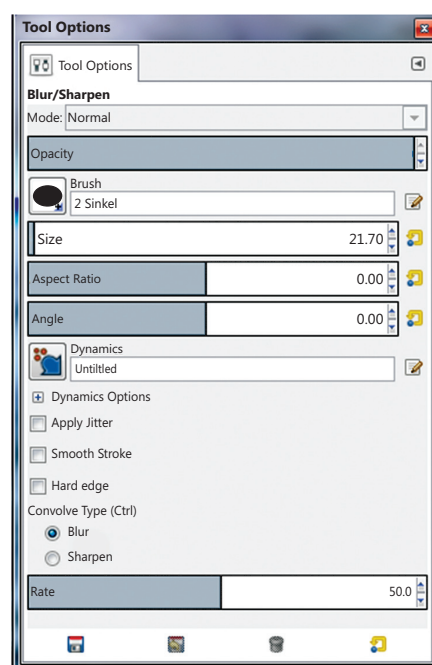 Tool Options
Tool Options
Blur/Sharpen
Mode: Normal
Opacity
Brush
2 Sinkel
Size 21.70
Aspect Ratio 0.00
Angle 0.00
Dynamics
Untiltled
Dynamics Options
Apply Jitter
Smooth Stroke
Hard edge
Convolve Type (Ctrl)
Blur
Sharpen
Rate 50.0